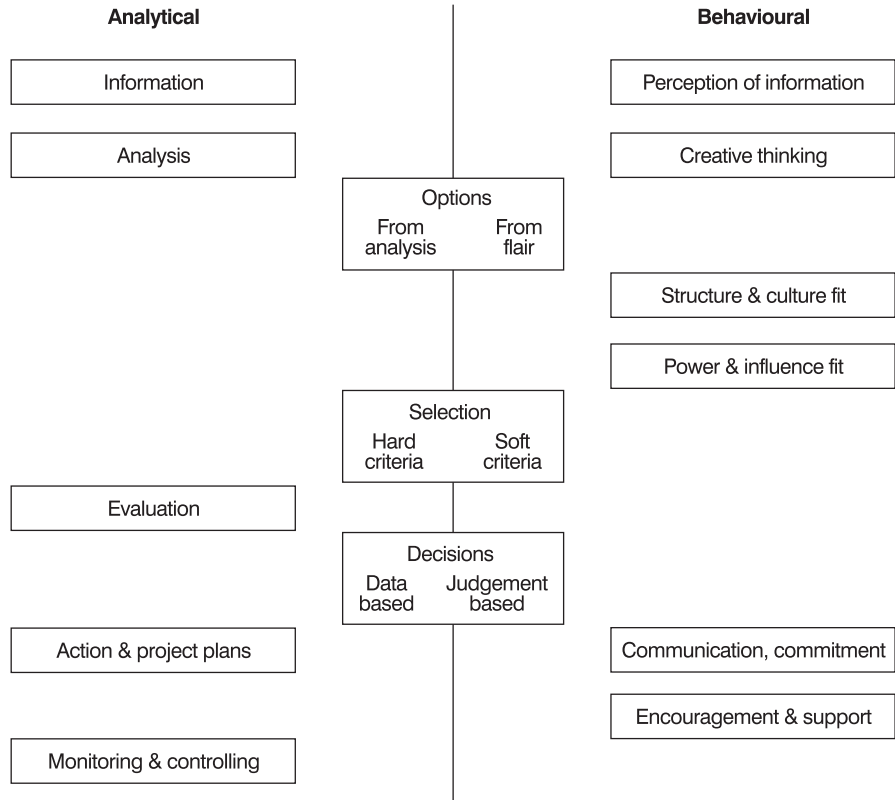 Analytical
Behavioural
Information
Perception of information
Analysis
Creative thinking
Options
From From
analysis flair
Structure & culture fit
Power & influence fit
Selection
Hard Soft
criteria criteria
Evaluation
Decisions
Data Judgement
based based
Action & project plans
Communication, commitment
Encouragement & support
Monitoring & controlling